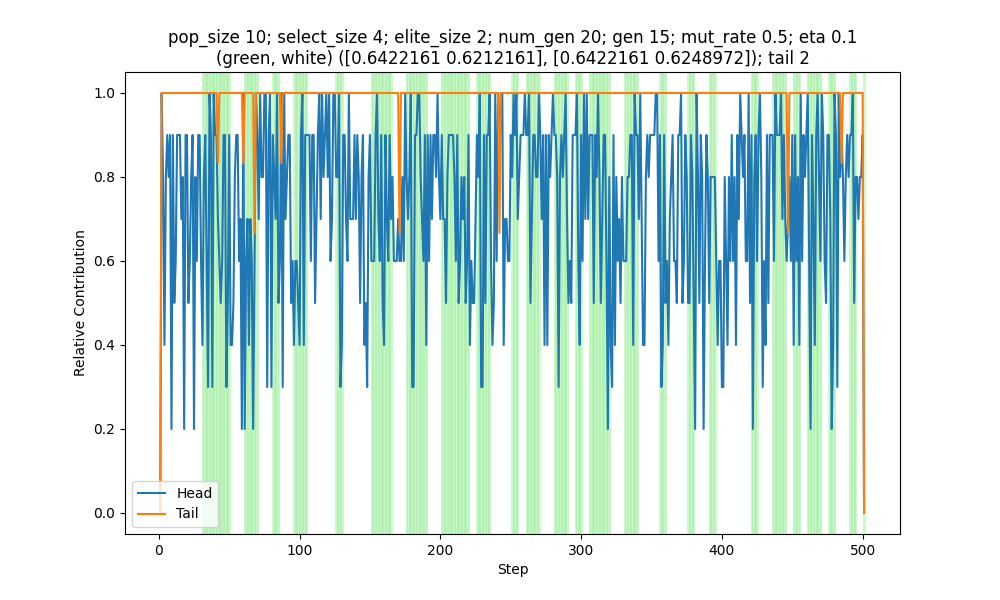 pop_size 10; select_size 4; elite_size 2; num_gen 20; gen 15; mut_rate 0.5; eta 0.1
(green, white) ([0.6422161 0.6212161], [0.6422161 0.6248972]); tail 2
1.0
0.8
0.6
0.4
0.2
0.0
Relative Contribution
Head
Tail
0 100 200 300 400 500
Step